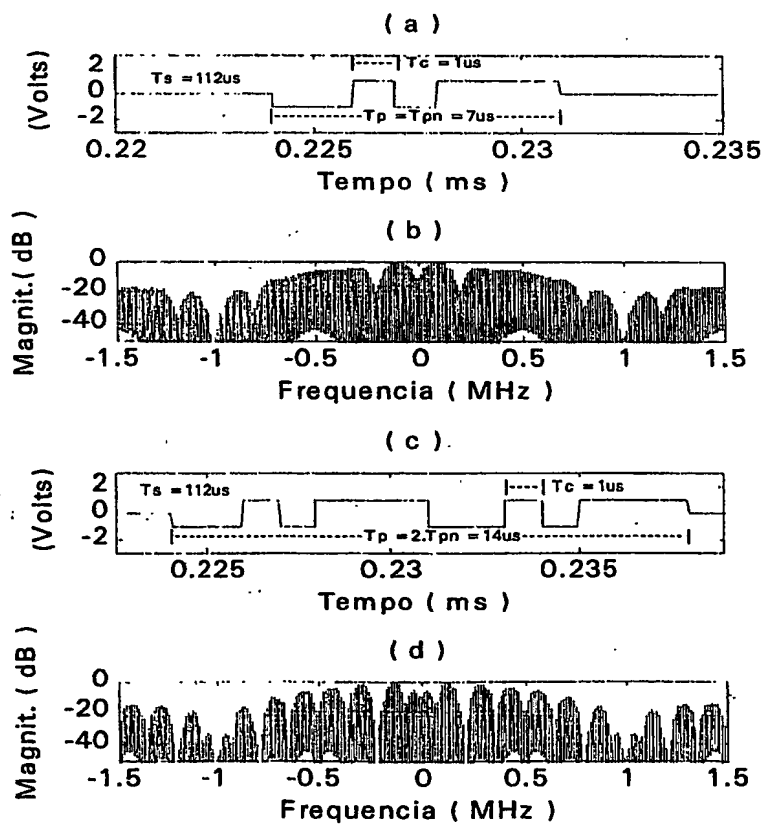 ( a )
2
0
-2
(Volts)
Ts =112us
Tc =1us
Tp =Tpn =7us
0.22 0.225 0.23 0.235
Tempo ( ms )
( b )
0
-20
-40
Magnit.( dB )
-1.5 -1 -0.5 0 0.5 1 1.5
Frequencia ( MHz )
( c )
2
0
-2
(Volts)
Ts =112us
Tc =1us
Tp =2.Tpn =14us
0.225 0.23 0.235
Tempo ( ms )
( d )
0
-20
-40
Magnit. ( dB )
-1.5 -1 -0.5 0 0.5 1 1.5
Frequencia ( MHz )